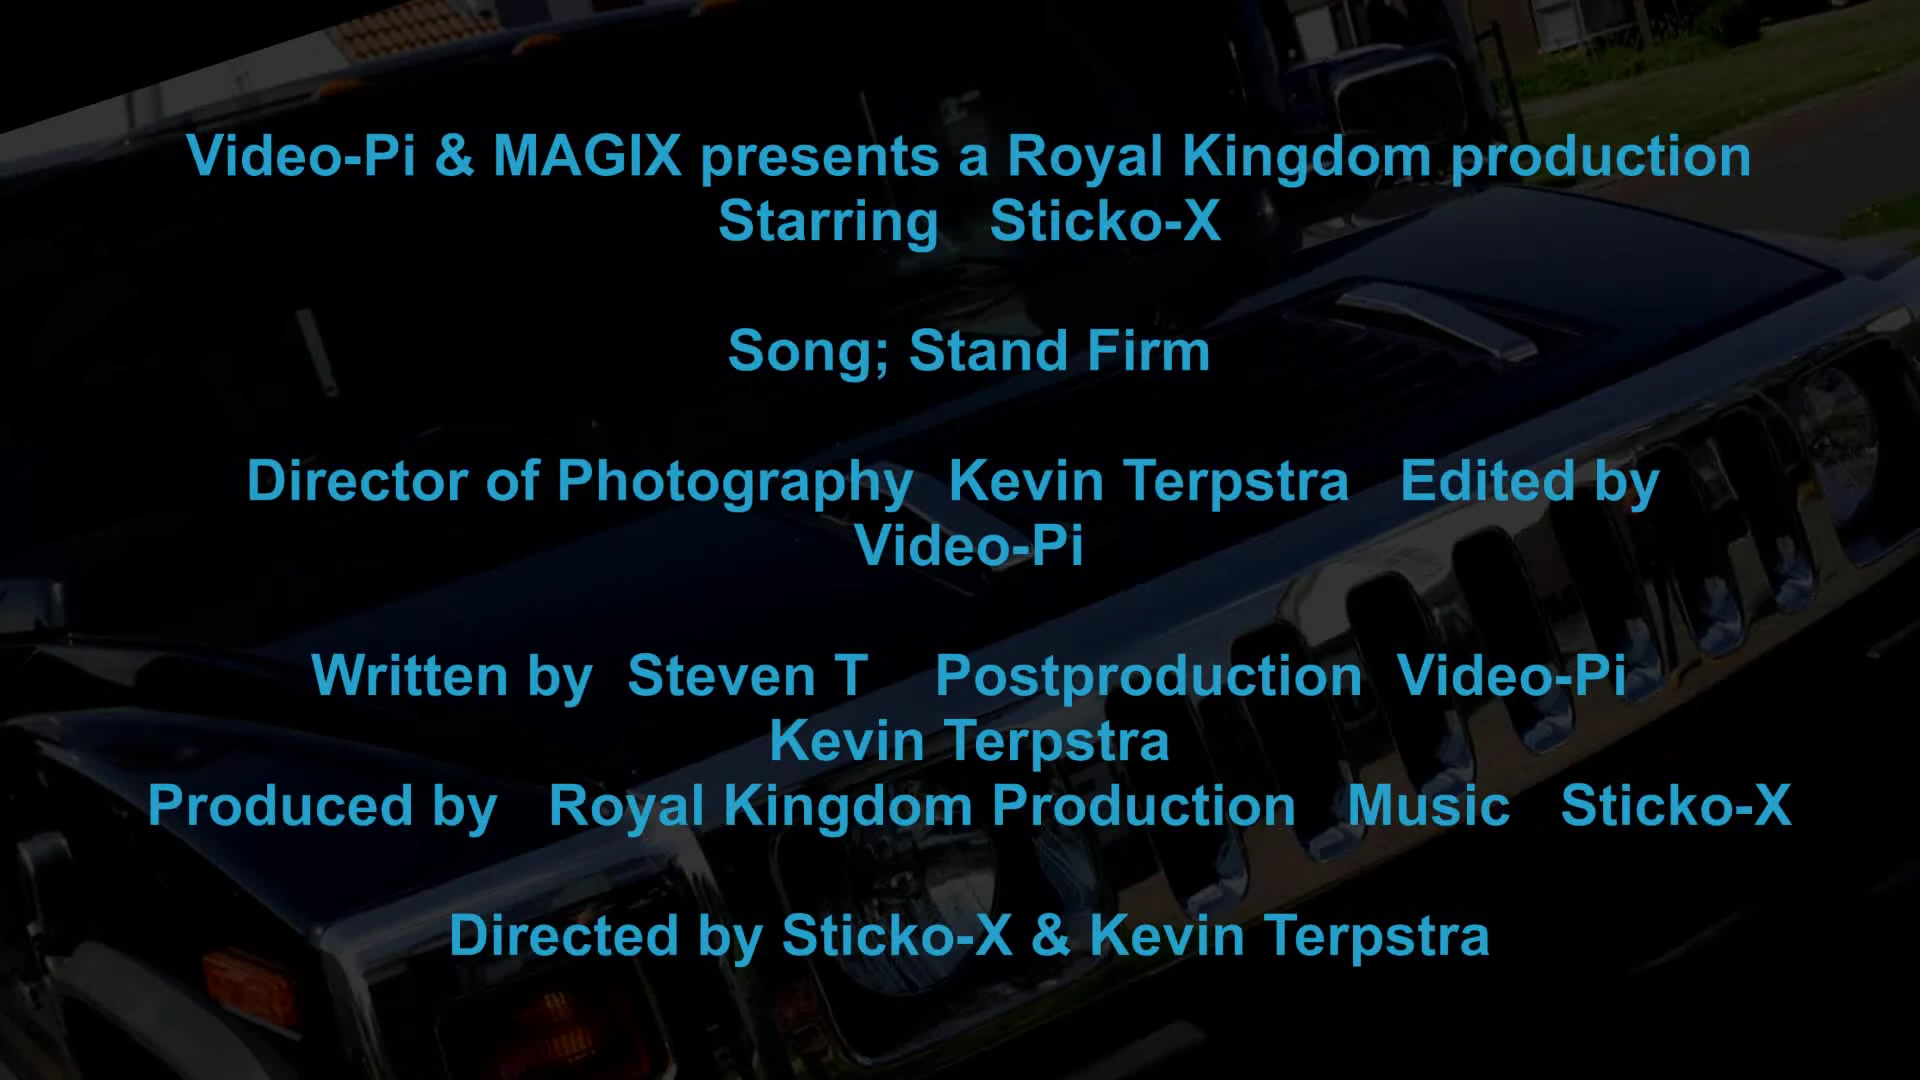 Video-Pi & MAGIX presents a Royal Kingdom production
Starring Sticko-X
Song; Stand Firm
Director of Photography Kevin Terpstra Edited by
Video-Pi
Written by Steven T Postproduction Video-Pi
Kevin Terpstra
Produced by Royal Kingdom Production Music Sticko-X
Directed by Sticko-X & Kevin Terpstra